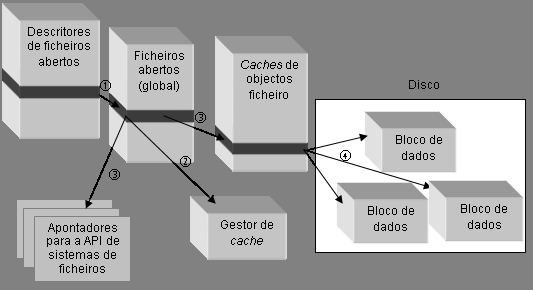 Descritores
de ficheiros
abertos
Ficheiros
abertos
(global)
Caches de
objectos
ficheiro
Disco
①
③
②
③
④
Bloco de
dados
Bloco de
dados
Bloco de
dados
Apontadores
para a API de
sistemas de
ficheiros
Gestor de
cache